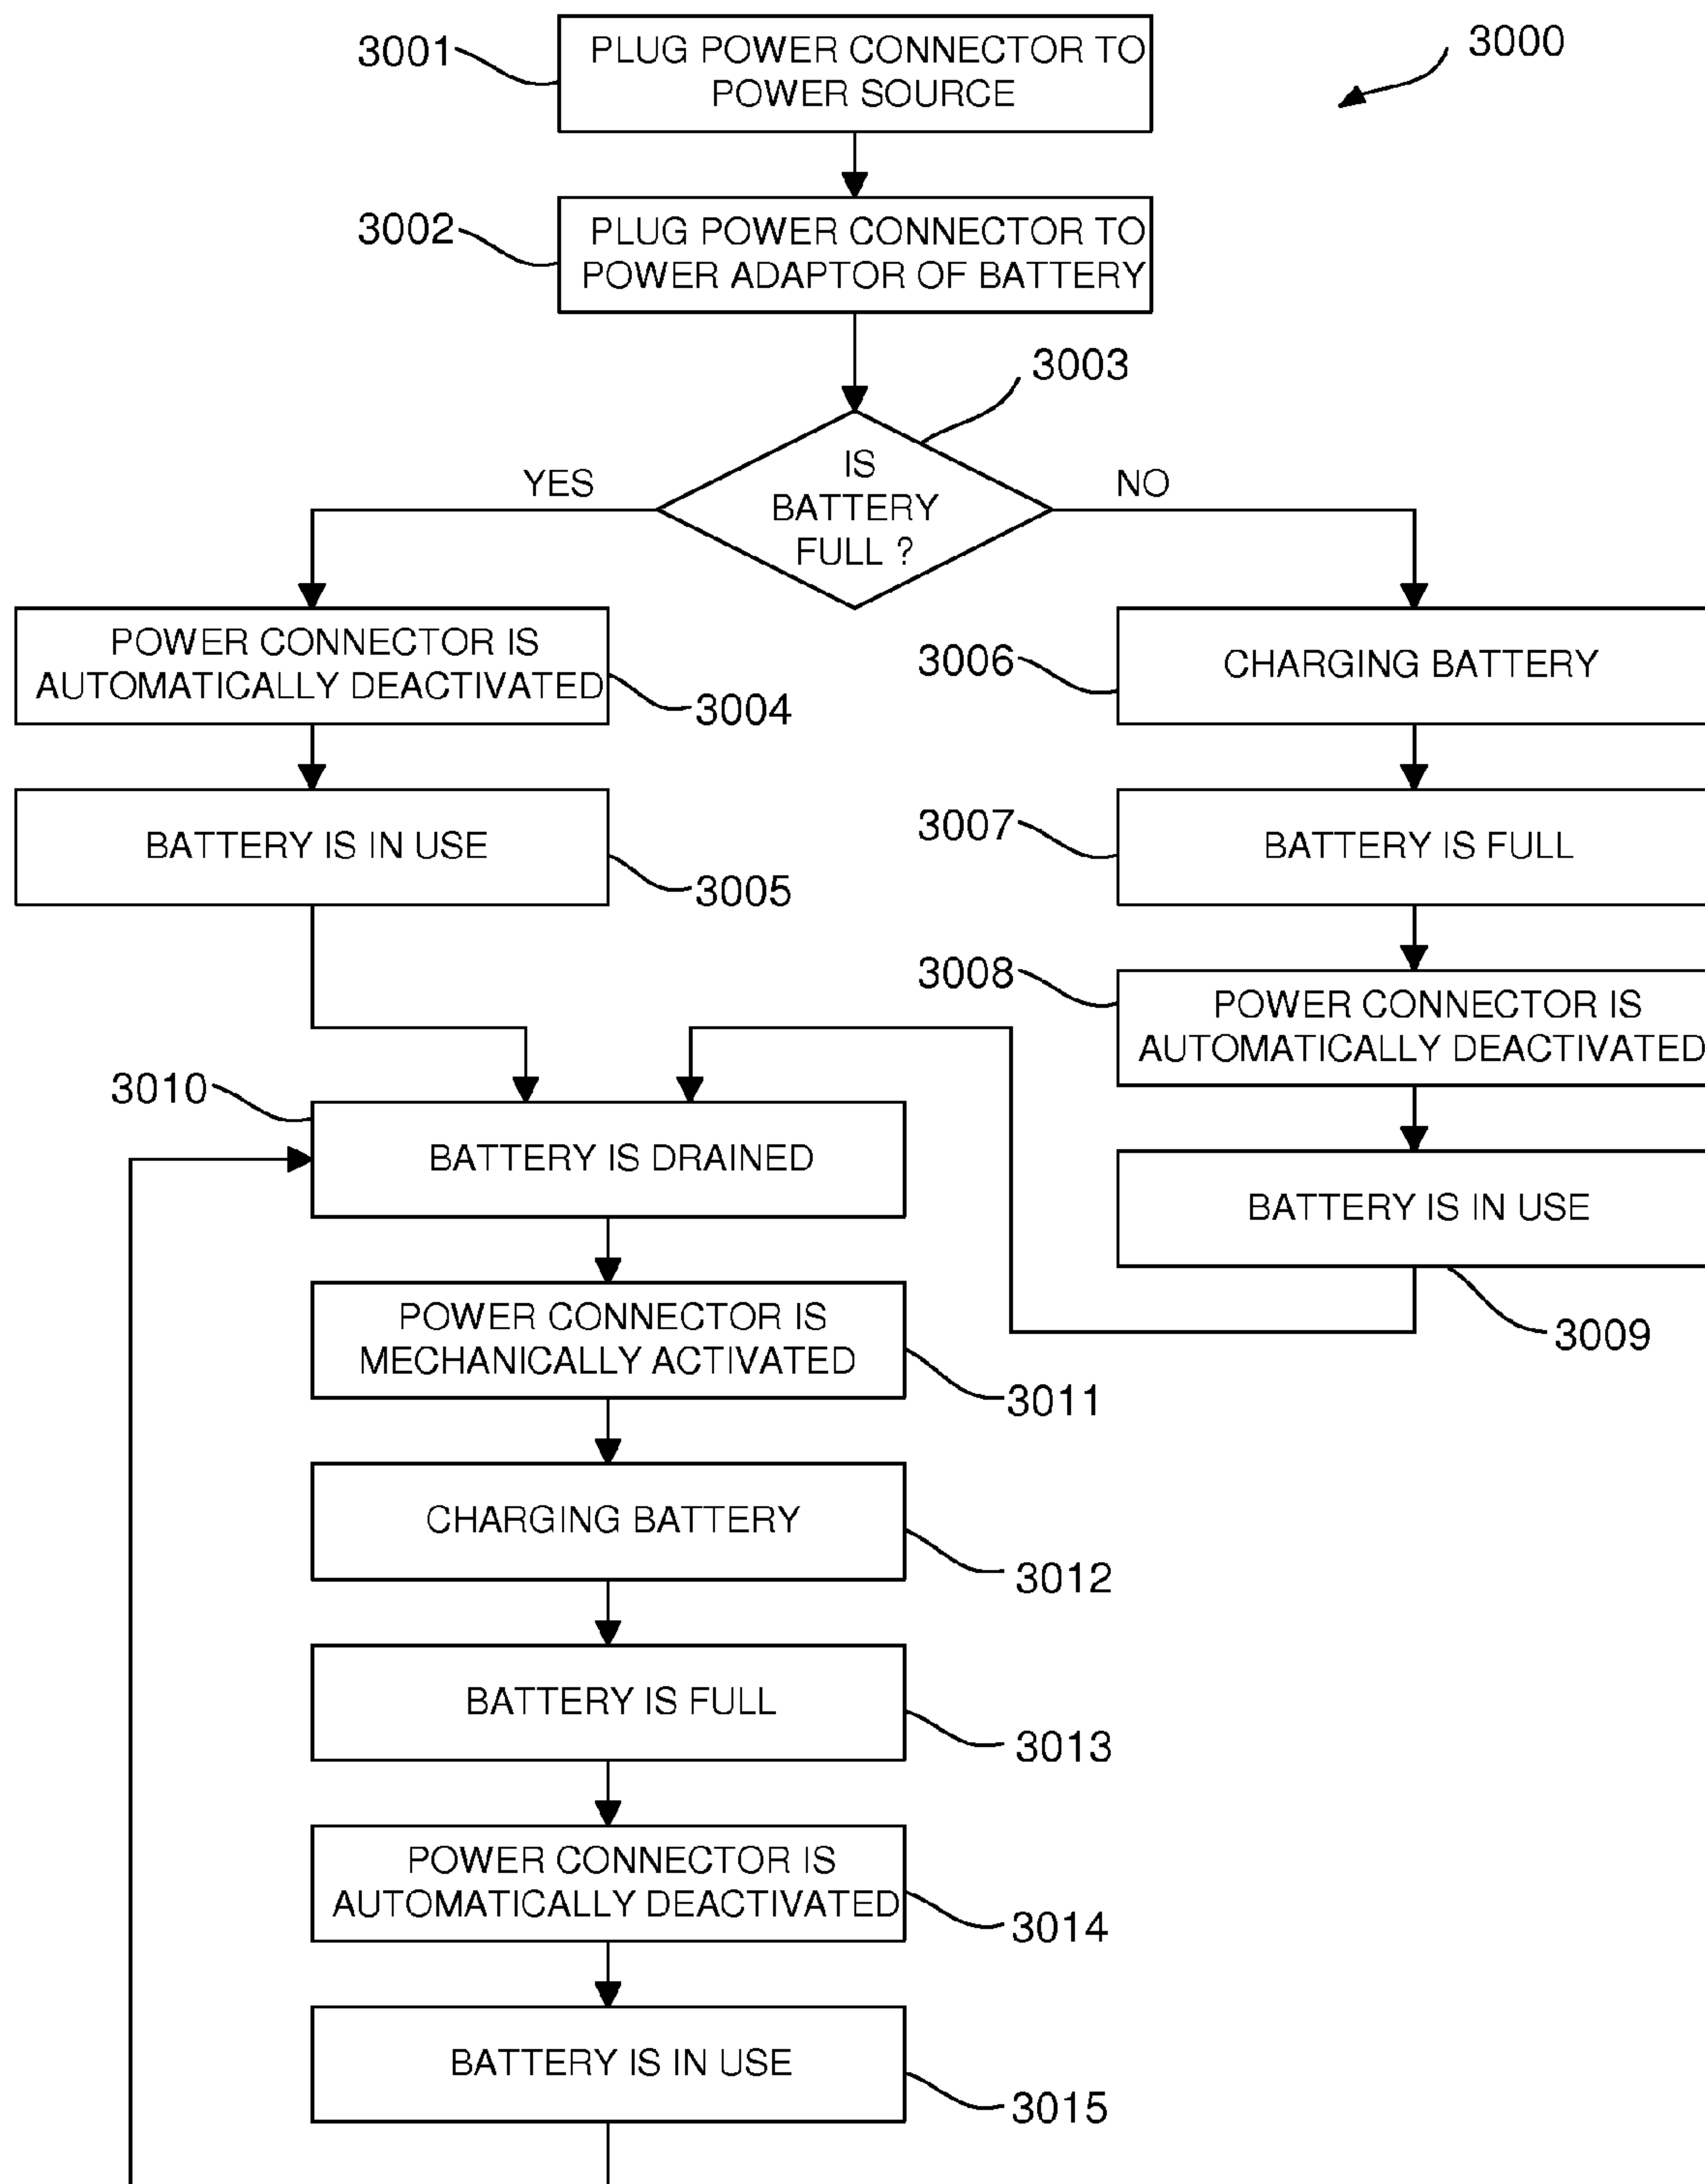 3000
3001
PLUG POWER CONNECTOR TO
POWER SOURCE
3002
PLUG POWER CONNECTOR TO
POWER ADAPTOR OF BATTERY
3003
IS
BATTERY
FULL ?
YES
NO
POWER CONNECTOR IS
AUTOMATICALLY DEACTIVATED
3004
3006
CHARGING BATTERY
BATTERY IS IN USE
3005
3007
BATTERY IS FULL
3008
POWER CONNECTOR IS
AUTOMATICALLY DEACTIVATED
3010
BATTERY IS DRAINED
BATTERY IS IN USE
3009
POWER CONNECTOR IS
MECHANICALLY ACTIVATED
3011
CHARGING BATTERY
3012
BATTERY IS FULL
3013
POWER CONNECTOR IS
AUTOMATICALLY DEACTIVATED
3014
BATTERY IS IN USE
3015